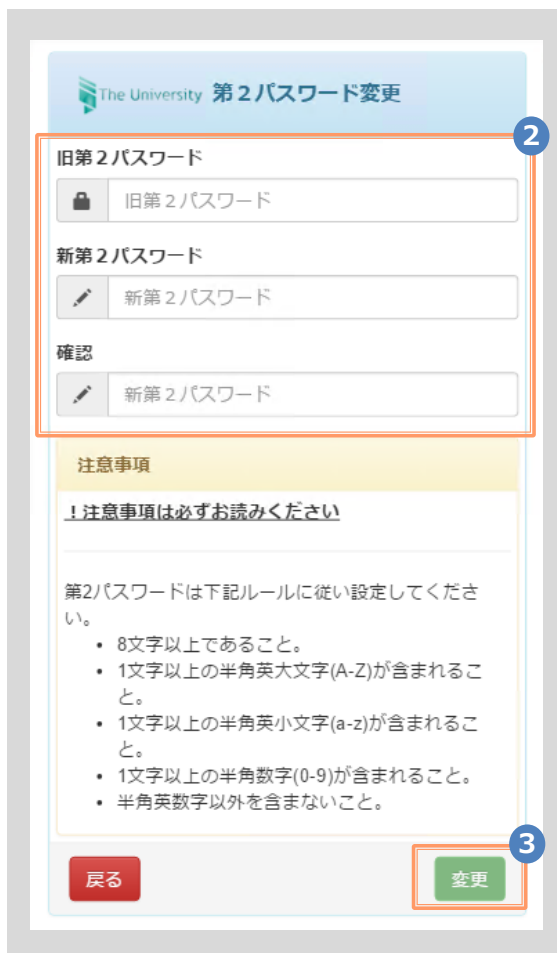 The University 第2パスワード変更
2
旧第2パスワード
旧第2パスワード
新第2パスワード
新第2パスワード
確認
新第2パスワード
注意事項
!注意事項は必ずお読みください
第2パスワードは下記ルールに従い設定してくださ
い。
• 8文字以上であること。
• 1文字以上の半角英大文字(A-Z)が含まれるこ
と。
• 1文字以上の半角英小文字(a-z)が含まれるこ
と。
• 1文字以上の半角数字(0-9)が含まれること。
• 半角英数字以外を含まないこと。
3
戻る
変更